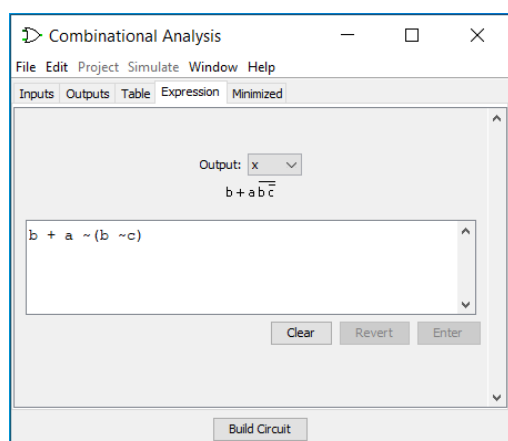 Combinational Analysis
File Edit Project Simulate Window Help
Inputs Outputs Table Expression Minimized
Output: x
b + a b̅ ̅c̅̅
b + a ~(b ~c)
Clear Revert Enter
Build Circuit